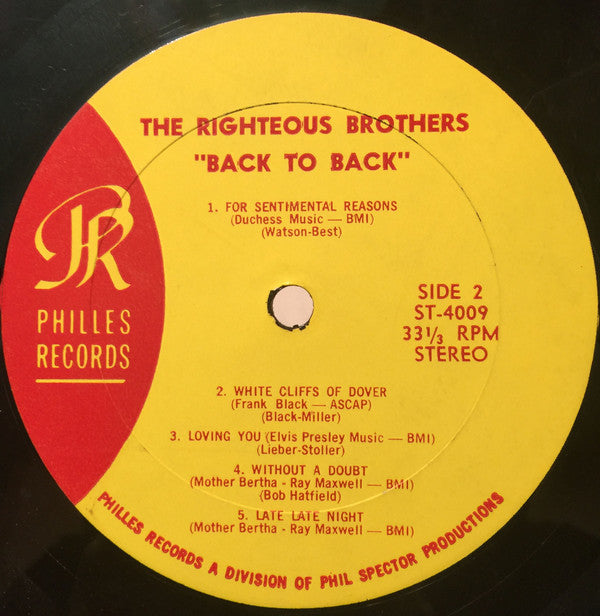 THE RIGHTEOUS BROTHERS
"BACK TO BACK"
1. FOR SENTIMENTAL REASONS
(Duchess Music — BMI)
(Watson-Best)
PR
PHILLES
RECORDS
SIDE 2
ST-4009
33 1/3 RPM
STEREO
2. WHITE CLIFFS OF DOVER
(Frank Black — ASCAP)
(Black-Miller)
3. LOVING YOU (Elvis Presley Music — BMI)
(Lieber-Stoller)
4. WITHOUT A DOUBT
(Mother Bertha - Ray Maxwell — BMI)
(Bob Hatfield)
5. LATE LATE NIGHT
(Mother Bertha - Ray Maxwell — BMI)
PHILLES RECORDS A DIVISION OF PHIL SPECTOR PRODUCTIONS